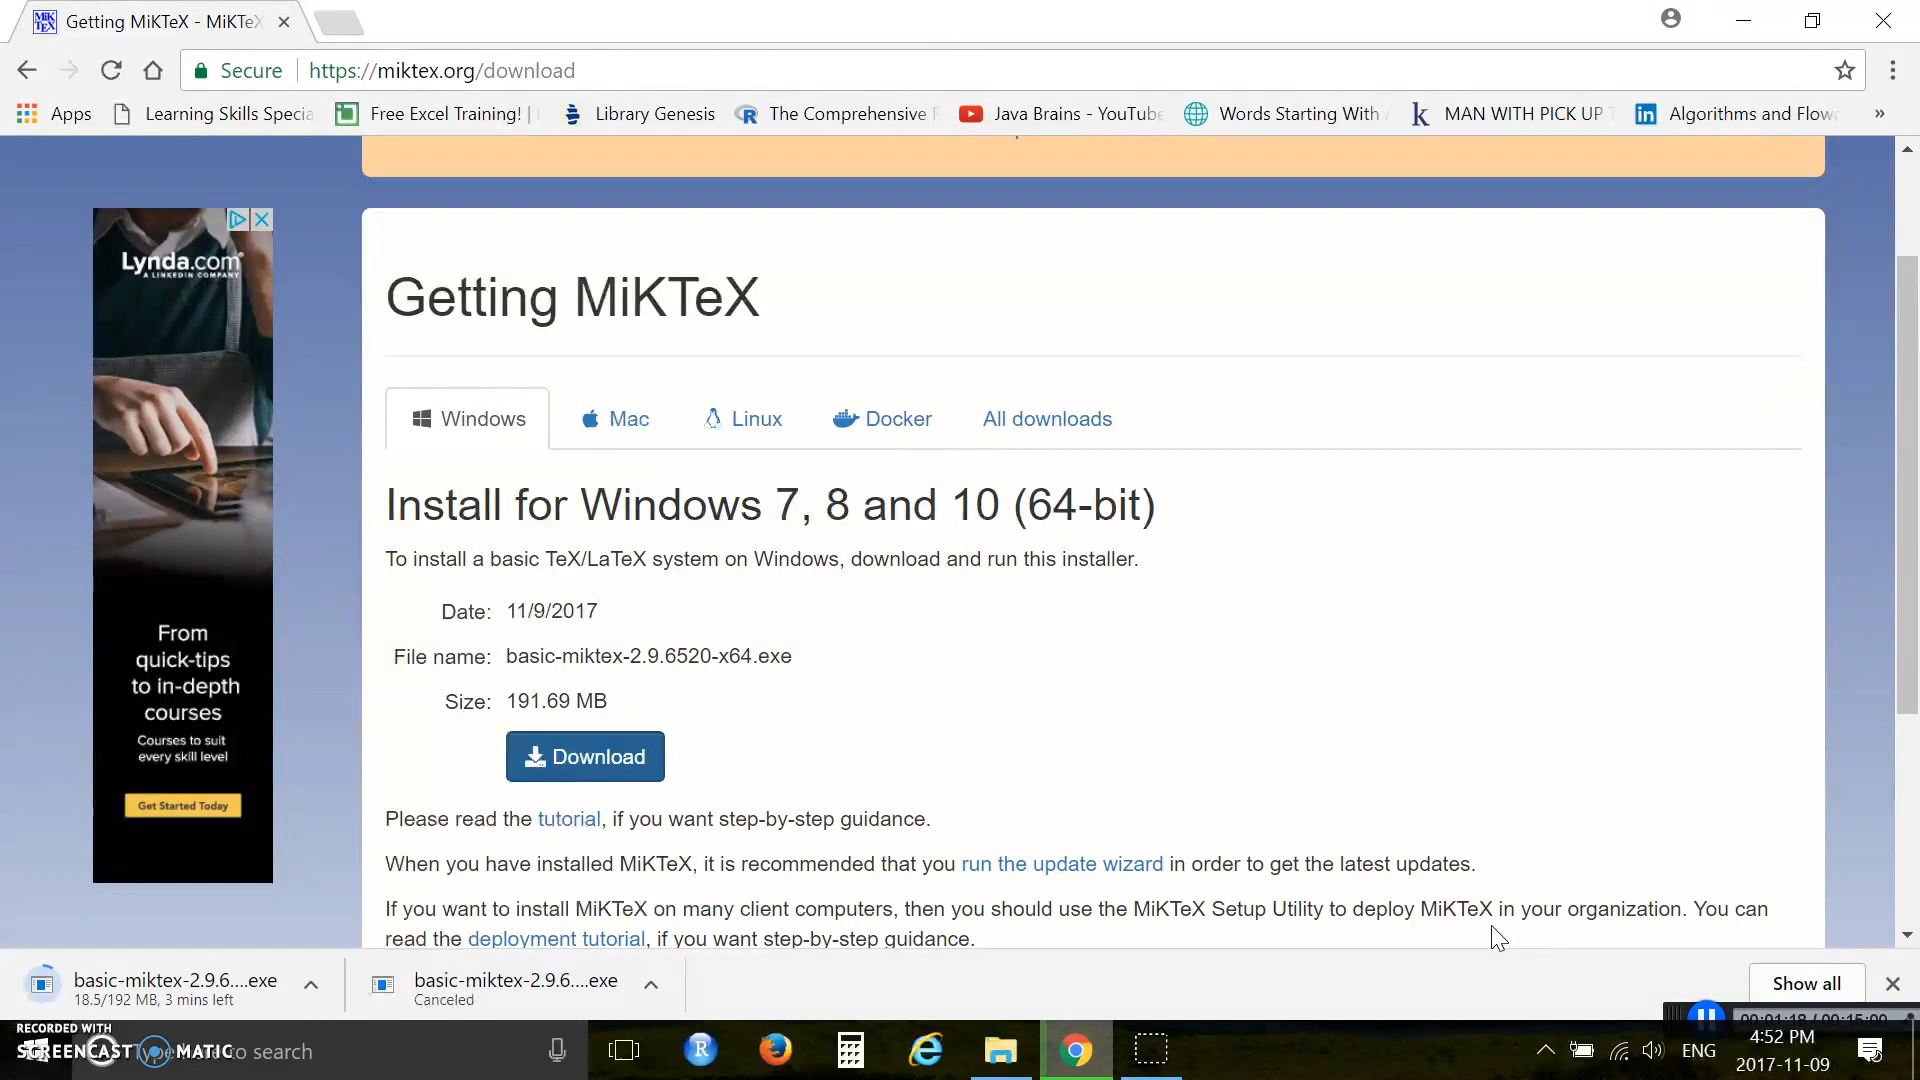 Getting MiKTeX - MiKTeX
Secure https://miktex.org/download
Apps Learning Skills Specia Free Excel Training! | Library Genesis The Comprehensive Java Brains - YouTube Words Starting With MAN WITH PICK UP Algorithms and Flow »
Lynda.com
A LINKEDIN COMPANY
From
quick-tips
to in-depth
courses
Courses to suit
every skill level
Get Started Today
Getting MiKTeX
Windows Mac Linux Docker All downloads
Install for Windows 7, 8 and 10 (64-bit)
To install a basic TeX/LaTeX system on Windows, download and run this installer.
Date: 11/9/2017
File name: basic-miktex-2.9.6520-x64.exe
Size: 191.69 MB
Download
Please read the tutorial, if you want step-by-step guidance.
When you have installed MiKTeX, it is recommended that you run the update wizard in order to get the latest updates.
If you want to install MiKTeX on many client computers, then you should use the MiKTeX Setup Utility to deploy MiKTeX in your organization. You can
read the deployment tutorial, if you want step-by-step guidance.
basic-miktex-2.9.6....exe
18.5/192 MB, 3 mins left
basic-miktex-2.9.6....exe
Canceled
Show all
00:01:18 / 00:15:00
RECORDED WITH
SCREENCAST MATIC
to search
ENG
4:52 PM
2017-11-09